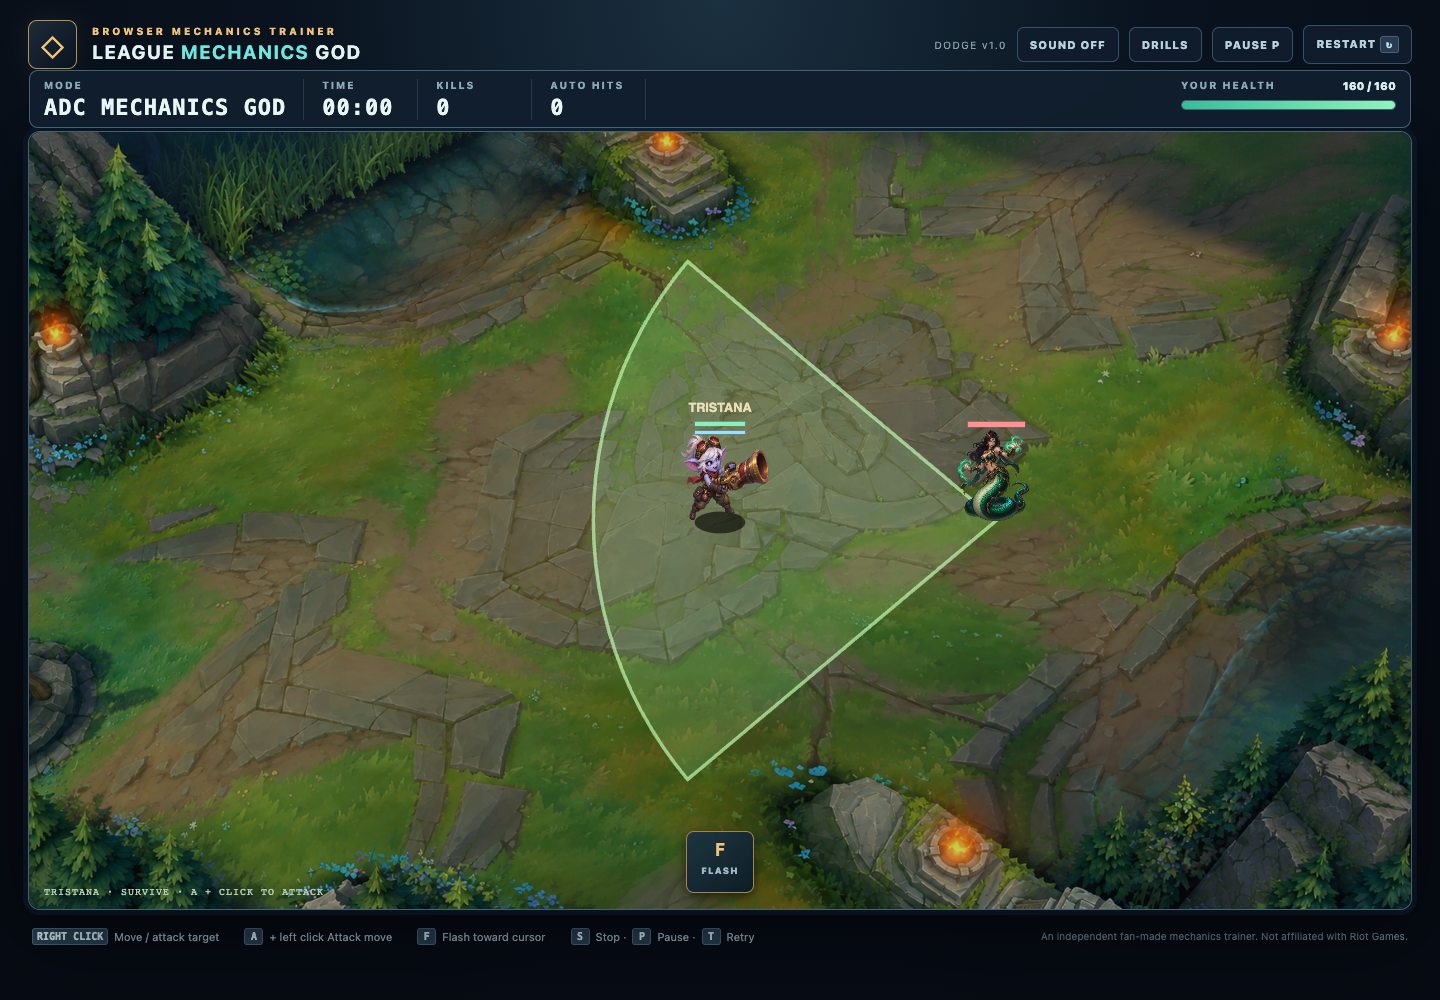 BROWSER MECHANICS TRAINER
LEAGUE MECHANICS GOD
DODGE v1.0
SOUND OFF
DRILLS
PAUSE P
RESTART ↻
MODE
ADC MECHANICS GOD
TIME
00:00
KILLS
0
AUTO HITS
0
YOUR HEALTH
160 / 160
TRISTANA
F
FLASH
TRISTANA · SURVIVE · A + CLICK TO ATTACK
RIGHT CLICK Move / attack target
A + left click Attack move
F Flash toward cursor
S Stop · P Pause · T Retry
An independent fan-made mechanics trainer. Not affiliated with Riot Games.